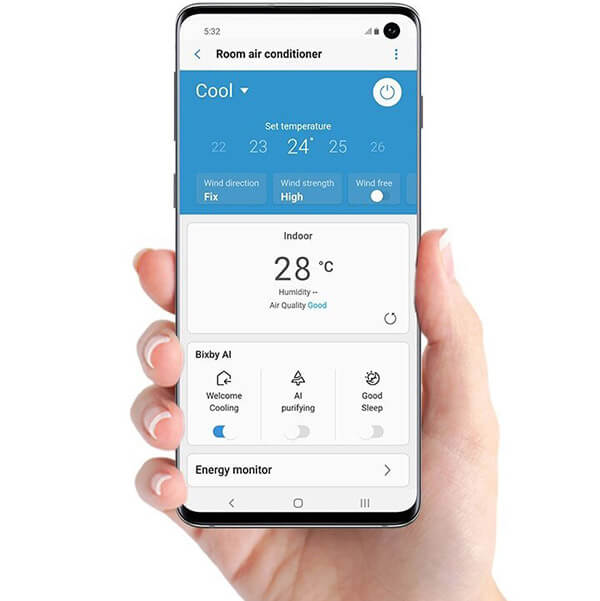 5:32
Room air conditioner
Cool
Set temperature
22 23 24° 25 26
Wind direction Wind strength Wind free
Fix High
Indoor
28 °C
Humidity --
Air Quality Good
Bixby AI
Welcome AI Good
Cooling purifying Sleep
Energy monitor